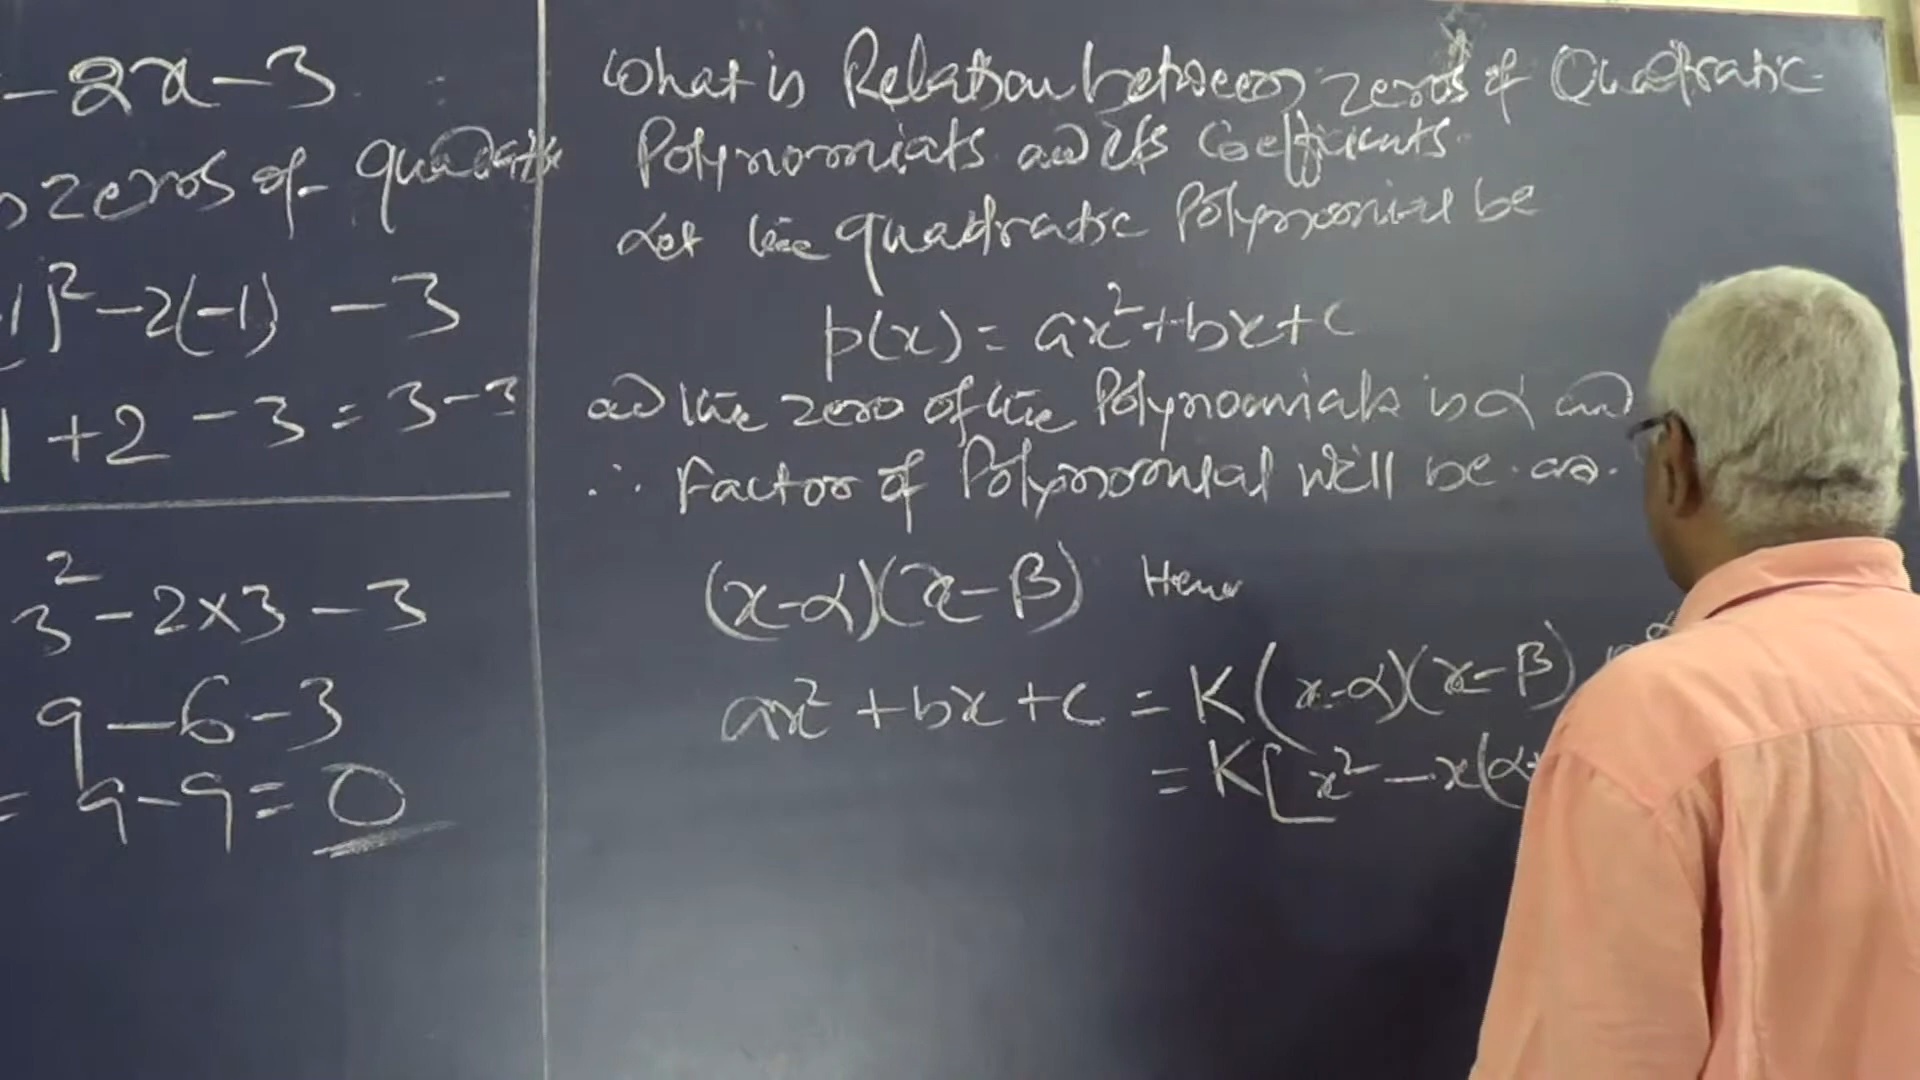 - 2x - 3
zeros of quadratic
1)² - 2(-1) - 3
1 + 2 - 3 = 3 - 3
3² - 2×3 - 3
9 - 6 - 3
= 9 - 9 = 0
What is Relation between zeros of Quadratic
Polynomials and its Coefficients.
Let the quadratic Polynomial be
p(x) = ax² + bx + c
and the zero of the Polynomials is α and
∴ Factor of Polynomial will be as.
(x-α)(x-β) Hence
ax² + bx + c = K(x-α)(x-β)
= K[x² - x(α+